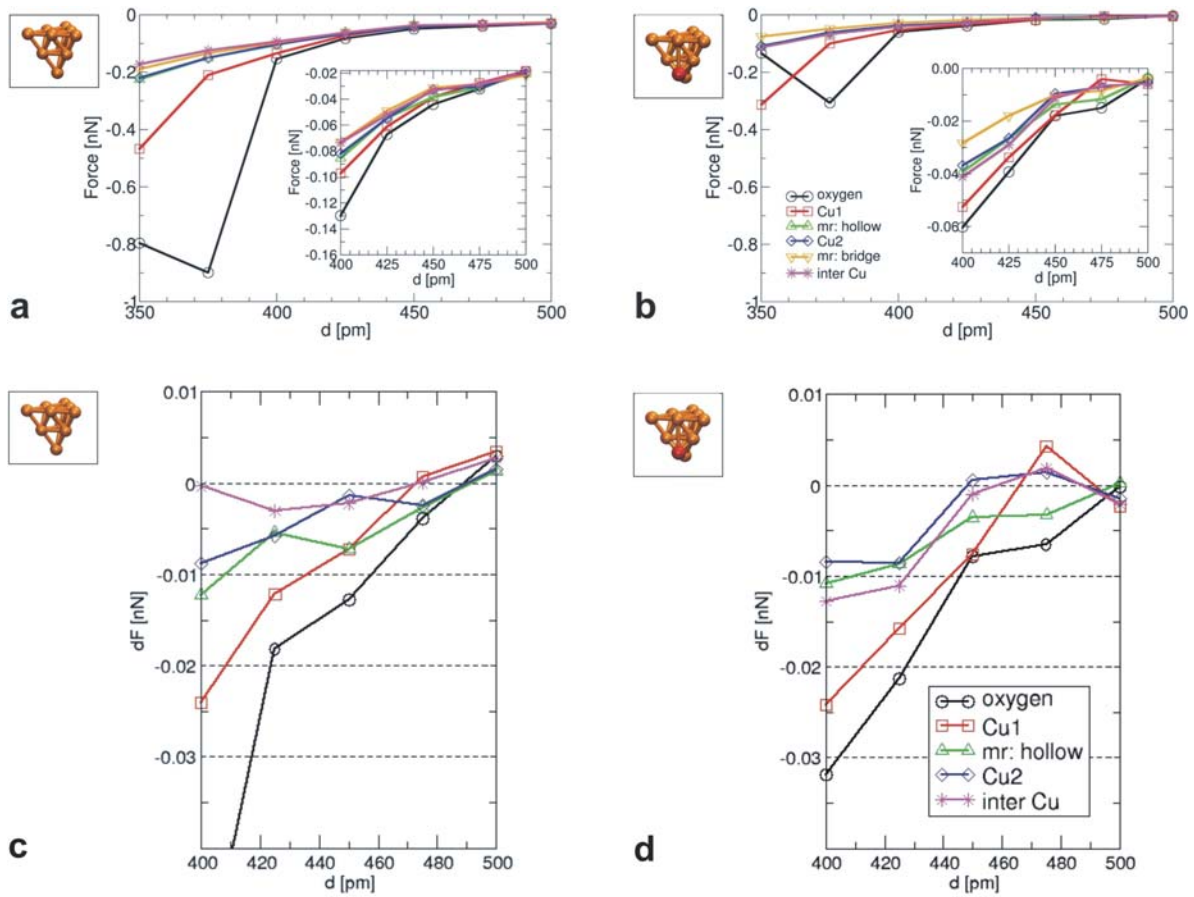 0
-0.2
-0.4
-0.6
-0.8
-1
Force [nN]
350
400
450
500
d [pm]
-0.02
-0.04
-0.06
-0.08
-0.10
-0.12
-0.14
-0.16
Force [nN]
400
425
450
475
500
d [pm]
a
0
-0.2
-0.4
-0.6
-0.8
-1
Force [nN]
350
400
450
500
d [pm]
0.00
-0.02
-0.04
-0.06
Force [nN]
400
425
450
475
500
d [pm]
oxygen
Cu1
mr: hollow
Cu2
mr: bridge
inter Cu
b
0.01
0
-0.01
-0.02
-0.03
dF [nN]
400
420
440
460
480
500
d [pm]
c
0.01
0
-0.01
-0.02
-0.03
dF [nN]
400
420
440
460
480
500
d [pm]
oxygen
Cu1
mr: hollow
Cu2
inter Cu
d